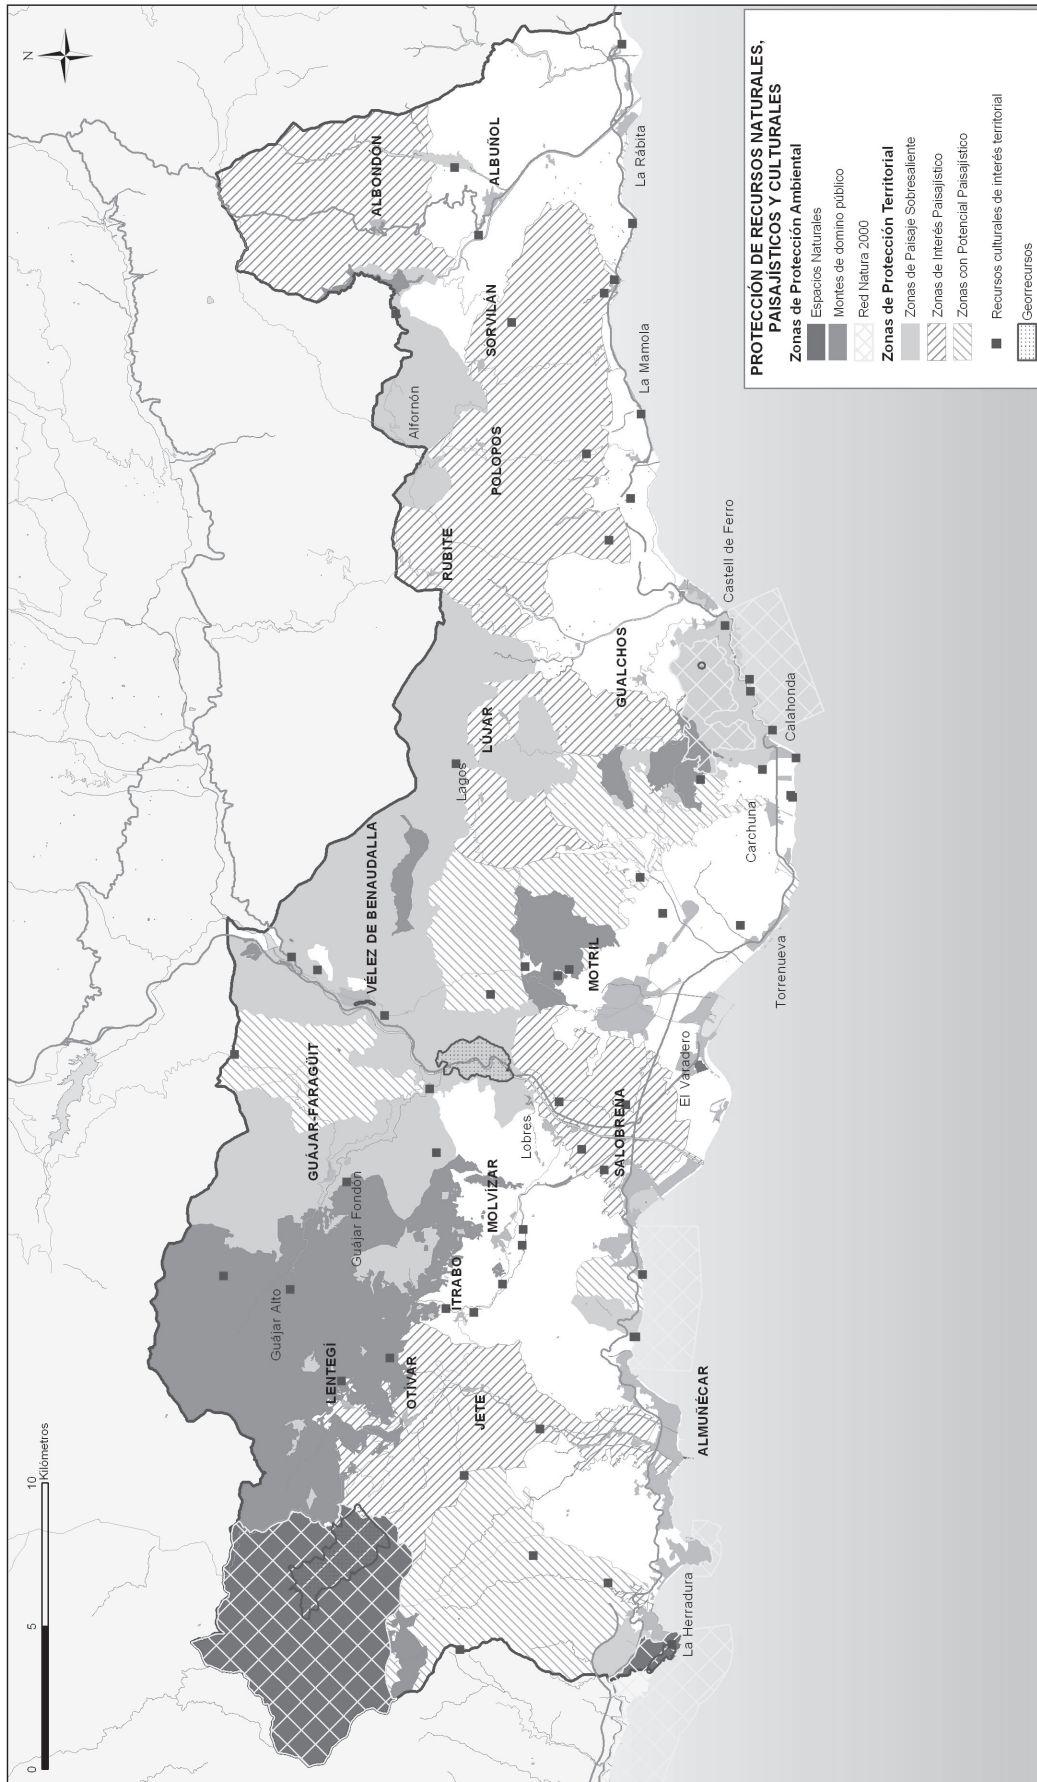 N
0
5
10
Kilómetros
ALBONDÓN
ALBUÑOL
La Rábita
Alfornón
SORVILÁN
La Mamola
POLOPOS
RUBITE
Castell de Ferro
GUALCHOS
Calahonda
LÚJAR
Lagos
Carchuna
VÉLEZ DE BENAUDALLA
MOTRIL
Torrenueva
GUÁJAR-FARAGÜIT
El Varadero
SALOBREÑA
Lobres
Guájar Fondón
MOLVÍZAR
Guájar Alto
ITRABO
LENTEGÍ
OTÍVAR
JETE
ALMUÑÉCAR
La Herradura
PROTECCIÓN DE RECURSOS NATURALES,
PAISAJÍSTICOS Y CULTURALES
Zonas de Protección Ambiental
Espacios Naturales
Montes de domino público
Red Natura 2000
Zonas de Protección Territorial
Zonas de Paisaje Sobresaliente
Zonas de Interés Paisajístico
Zonas con Potencial Paisajístico
Recursos culturales de interés territorial
Georrecursos